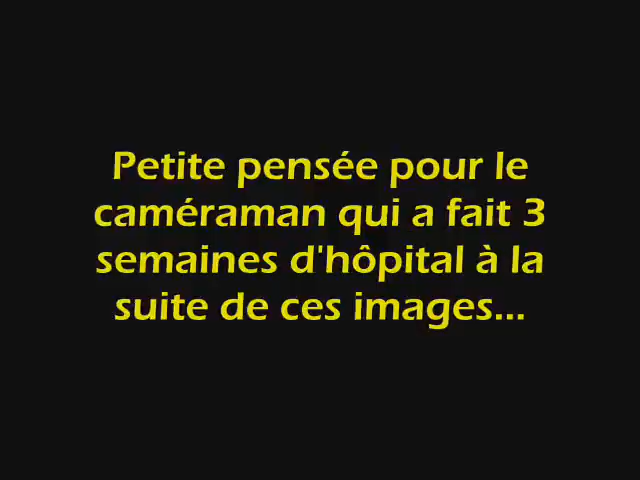 Petite pensée pour le
caméraman qui a fait 3
semaines d'hôpital à la
suite de ces images...